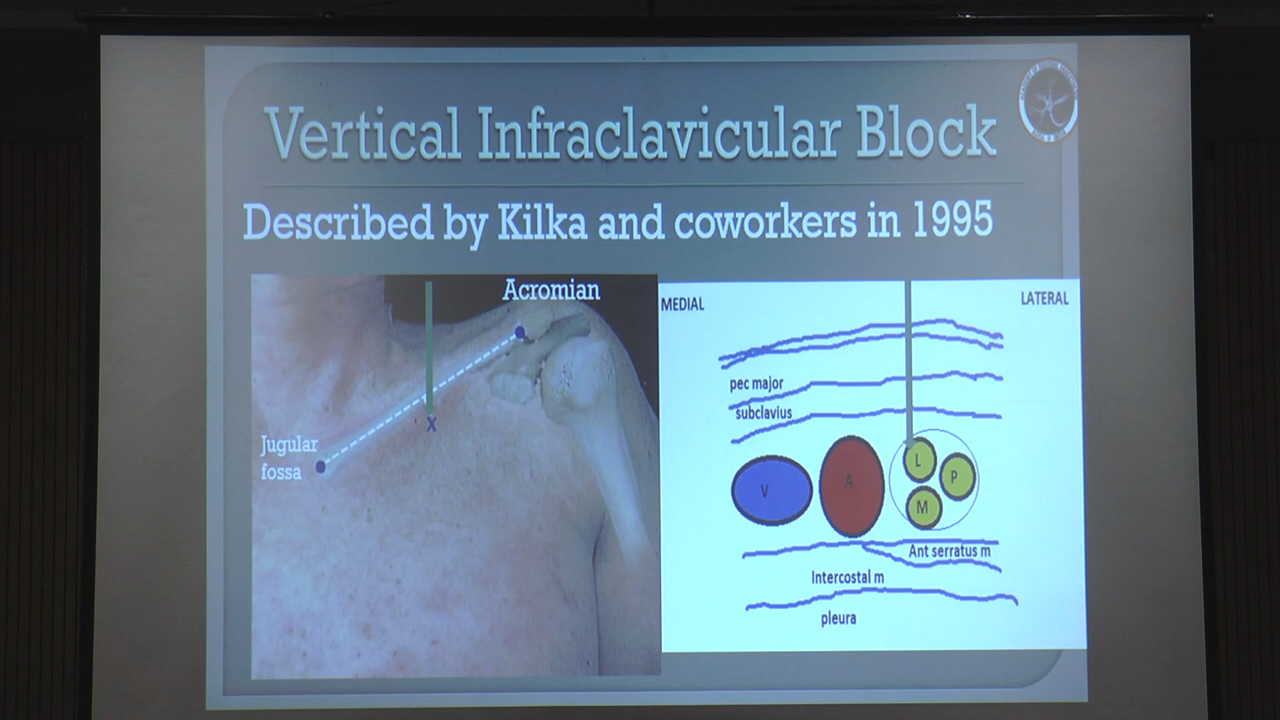 Vertical Infraclavicular Block
Described by Kilka and coworkers in 1995
Acromian
Jugular
fossa
X
MEDIAL
LATERAL
pec major
subclavius
V
A
L
P
M
Ant serratus m
Intercostal m
pleura